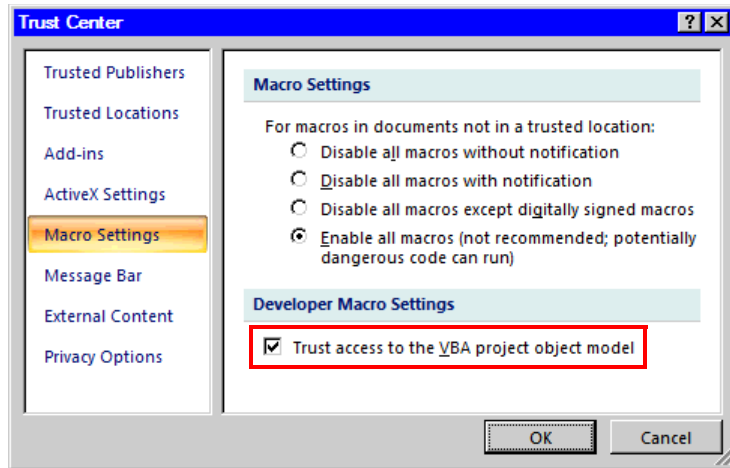 Trust Center
Trusted Publishers
Trusted Locations
Add-ins
ActiveX Settings
Macro Settings
Message Bar
External Content
Privacy Options
Macro Settings
For macros in documents not in a trusted location:
Disable all macros without notification
Disable all macros with notification
Disable all macros except digitally signed macros
Enable all macros (not recommended; potentially
dangerous code can run)
Developer Macro Settings
Trust access to the VBA project object model
OK
Cancel